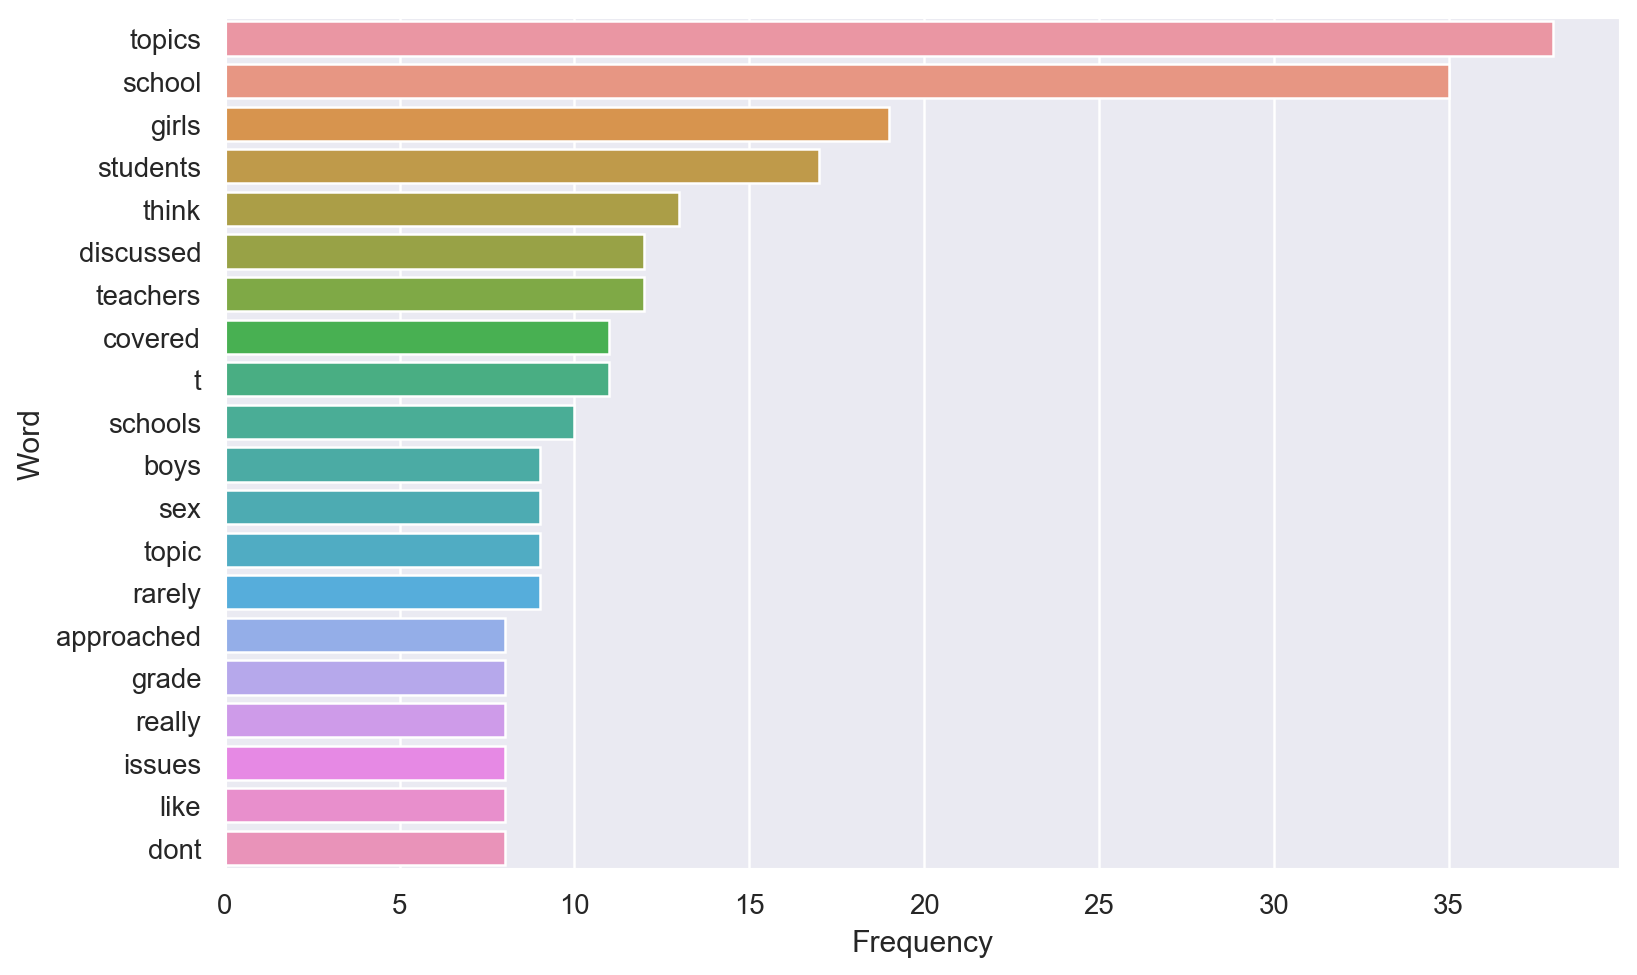 topics
school
girls
students
think
discussed
teachers
covered
t
schools
boys
sex
topic
rarely
approached
grade
really
issues
like
dont
Word
0 5 10 15 20 25 30 35
Frequency